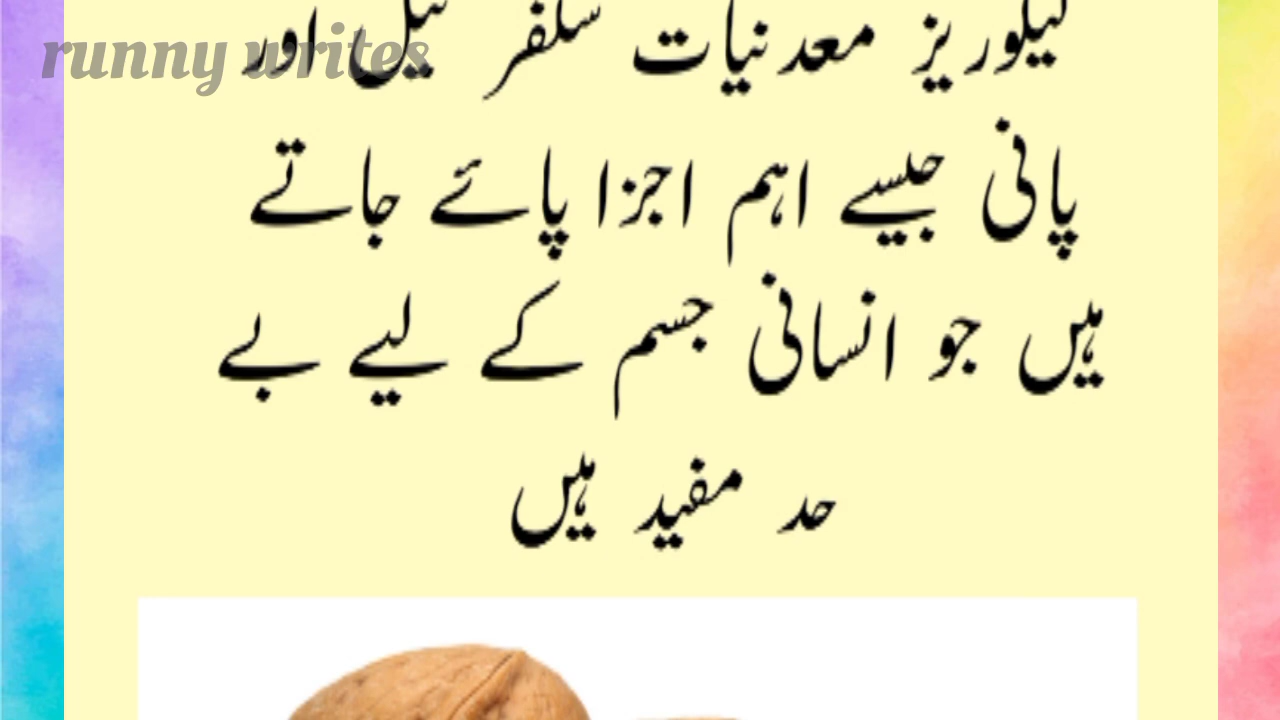 runny writes
کیلوریز معدنیات سلفر تیل اور
پانی جیسے اہم اجزا پائے جاتے
ہیں جو انسانی جسم کے لیے بے
حد مفید ہیں